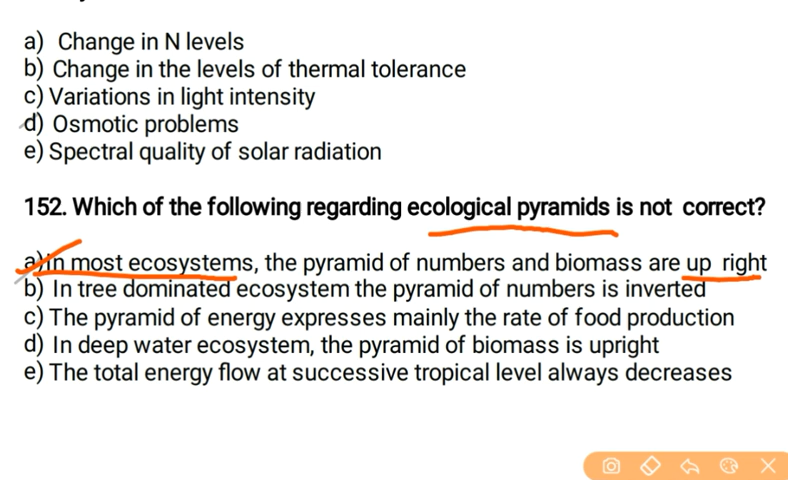 a) Change in N levels
b) Change in the levels of thermal tolerance
c) Variations in light intensity
d) Osmotic problems
e) Spectral quality of solar radiation
152. Which of the following regarding ecological pyramids is not correct?
a) In most ecosystems, the pyramid of numbers and biomass are up right
b) In tree dominated ecosystem the pyramid of numbers is inverted
c) The pyramid of energy expresses mainly the rate of food production
d) In deep water ecosystem, the pyramid of biomass is upright
e) The total energy flow at successive tropical level always decreases